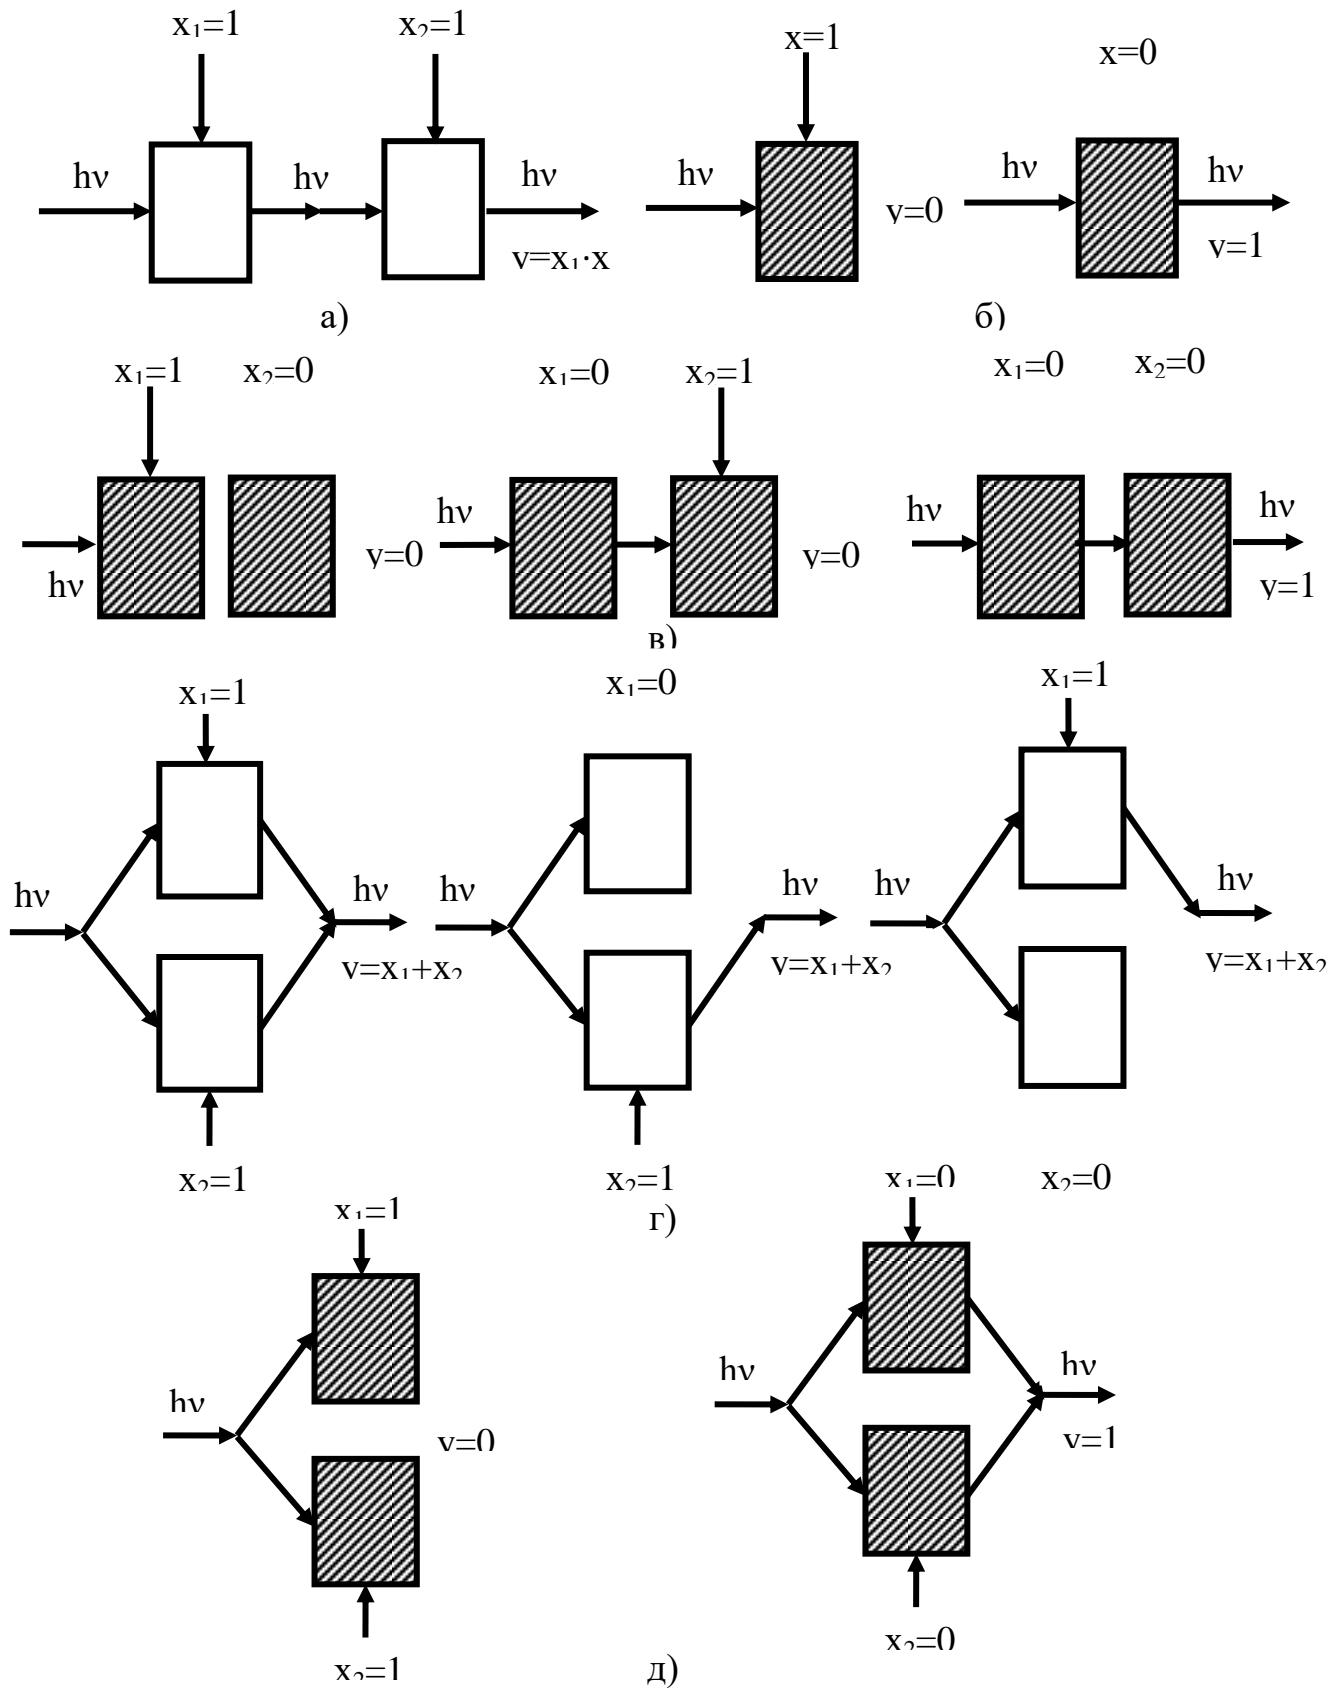 x₁=1 x₂=1 x=1 x=0
hν hν hν hν hν hν
y=x₁·x y=0 y=1
а) б)
x₁=1 x₂=0 x₁=0 x₂=1 x₁=0 x₂=0
hν hν hν hν
y=0 y=0 y=1
в)
x₁=1 x₁=0 x₁=1
hν hν hν hν hν hν
y=x₁+x₂ y=x₁+x₂ y=x₁+x₂
x₂=1 x₂=1 x₂=0
г)
x₁=1 x₁=0
hν hν hν
y=0 y=1
x₂=1 x₂=0
д)